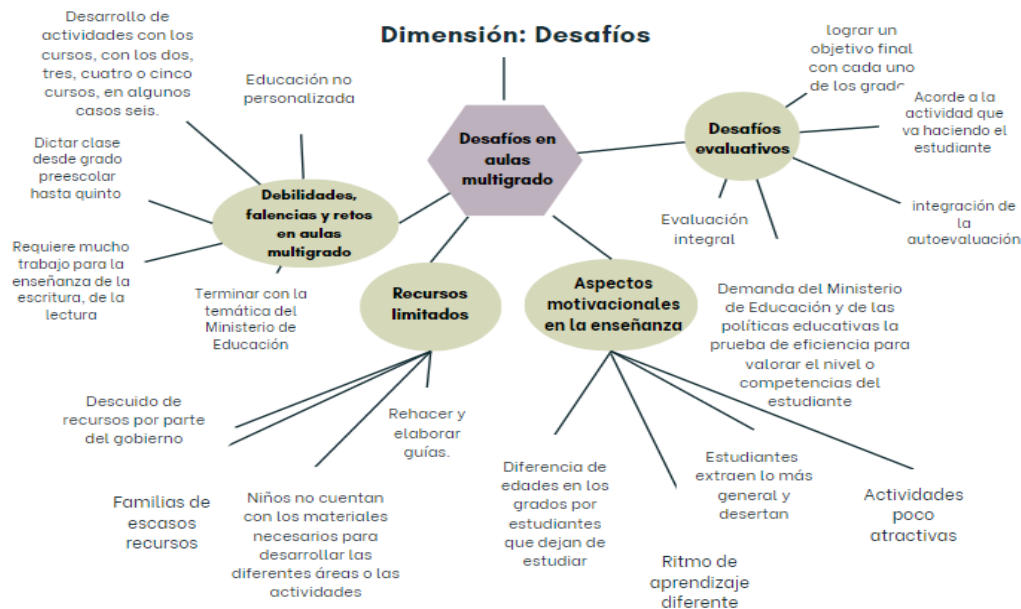 Dimensión: Desafíos
Desafíos en
aulas
multigrado
Debilidades,
falencias y retos
en aulas
multigrado
Desarrollo de
actividades con los
cursos, con los dos,
tres, cuatro o cinco
cursos, en algunos
casos seis.
Educación no
personalizada
Dictar clase
desde grado
preescolar
hasta quinto
Requiere mucho
trabajo para la
enseñanza de la
escritura, de la
lectura
Terminar con la
temática del
Ministerio de
Educación
Recursos
limitados
Descuido de
recursos por parte
del gobierno
Familias de
escasos
recursos
Niños no cuentan
con los materiales
necesarios para
desarrollar las
diferentes áreas o las
actividades
Rehacer y
elaborar
guías.
Aspectos
motivacionales
en la enseñanza
Diferencia de
edades en los
grados por
estudiantes
que dejan de
estudiar
Ritmo de
aprendizaje
diferente
Estudiantes
extraen lo más
general y
desertan
Actividades
poco
atractivas
Desafíos
evaluativos
lograr un
objetivo final
con cada uno
de los grado
Acorde a la
actividad que
va haciendo el
estudiante
integración de
la
autoevaluación
Evaluación
integral
Demanda del Ministerio
de Educación y de las
políticas educativas la
prueba de eficiencia para
valorar el nivel o
competencias del
estudiante